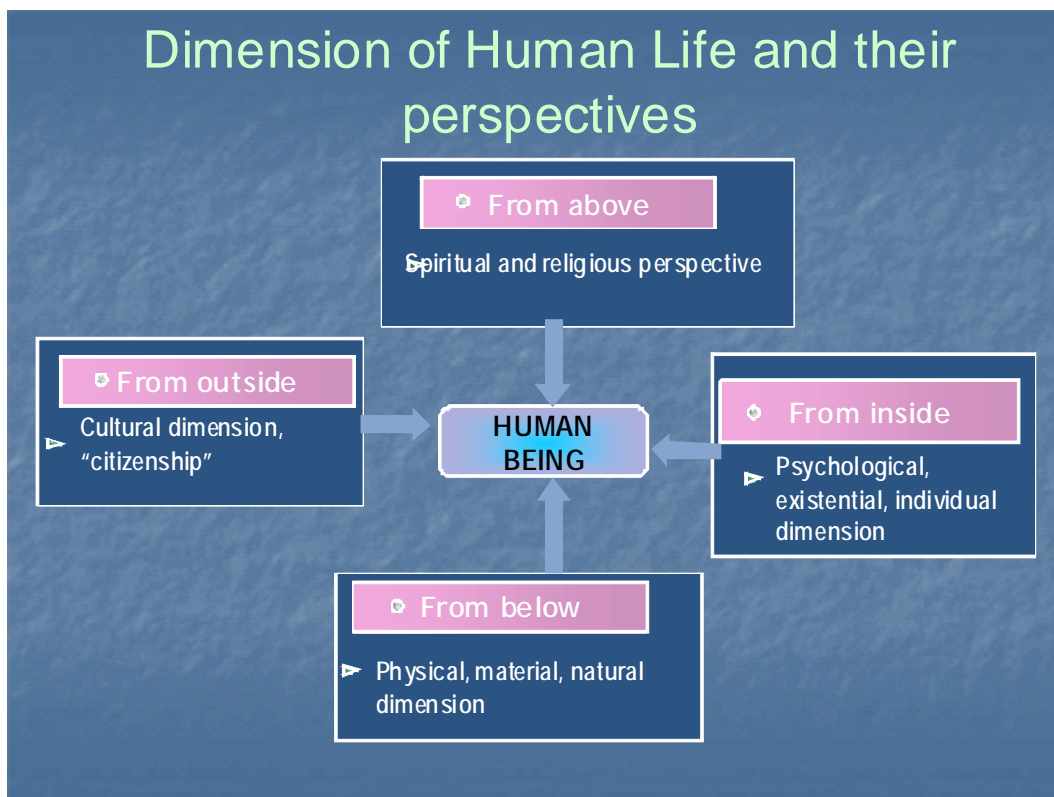 Dimension of Human Life and their
perspectives
From above
Spiritual and religious perspective
From outside
Cultural dimension,
“citizenship”
HUMAN
BEING
From inside
Psychological,
existential, individual
dimension
From below
Physical, material, natural
dimension